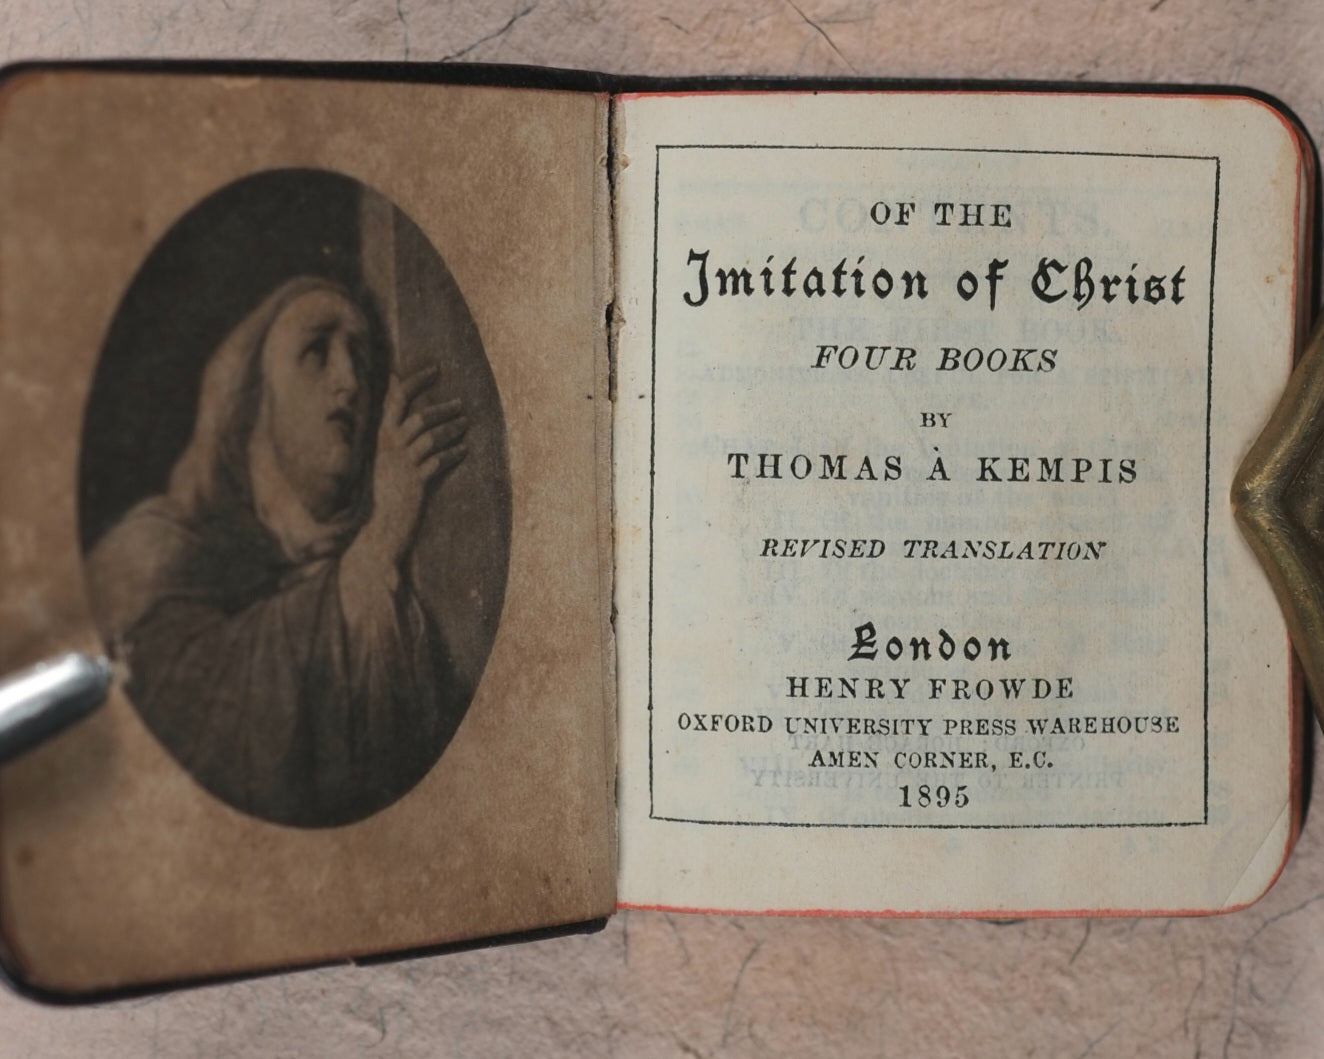 OF THE
Imitation of Christ
FOUR BOOKS
BY
THOMAS À KEMPIS
REVISED TRANSLATION
London
HENRY FROWDE
OXFORD UNIVERSITY PRESS WAREHOUSE
AMEN CORNER, E.C.
1895